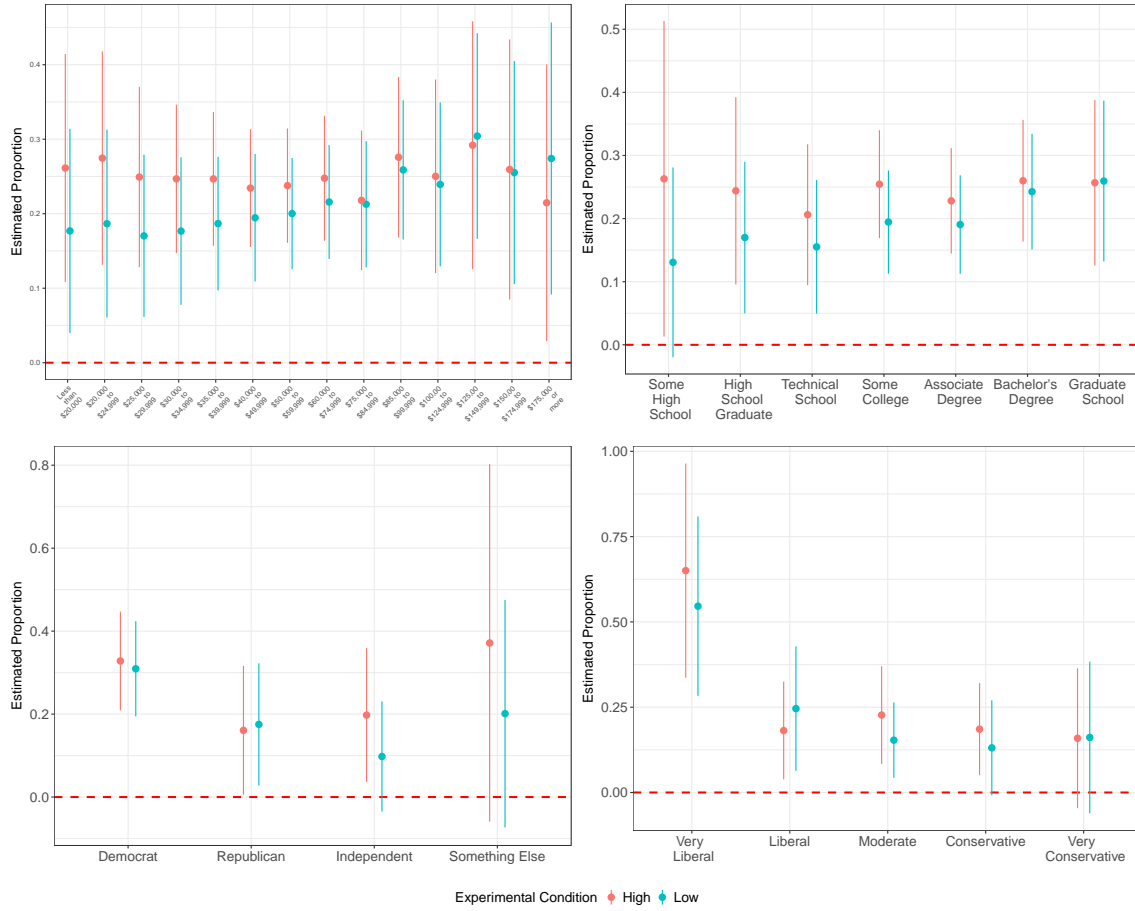 Estimated Proportion
0.4
0.3
0.2
0.1
0.0
Less than $20,000
$20,000 to $24,999
$25,000 to $29,999
$30,000 to $34,999
$35,000 to $39,999
$40,000 to $49,999
$50,000 to $59,999
$60,000 to $74,999
$75,000 to $84,999
$85,000 to $99,999
$100,00 to $124,999
$125,00 to $149,999
$150,00 to $174,999
$175,000 or more
Estimated Proportion
0.5
0.4
0.3
0.2
0.1
0.0
Some High School
High School Graduate
Technical School
Some College
Associate Degree
Bachelor's Degree
Graduate School
Estimated Proportion
0.8
0.6
0.4
0.2
0.0
Democrat
Republican
Independent
Something Else
Estimated Proportion
1.00
0.75
0.50
0.25
0.00
Very Liberal
Liberal
Moderate
Conservative
Very Conservative
Experimental Condition High Low